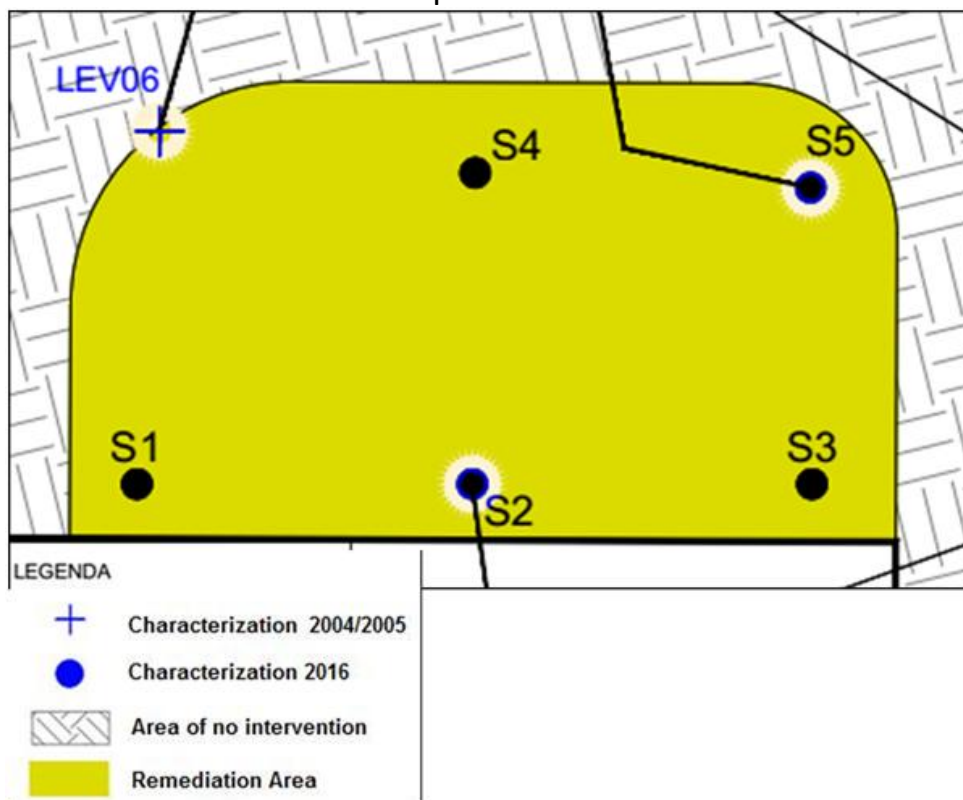 LEV06
S4
S5
S1
S3
S2
LEGENDA
Characterization 2004/2005
Characterization 2016
Area of no intervention
Remediation Area